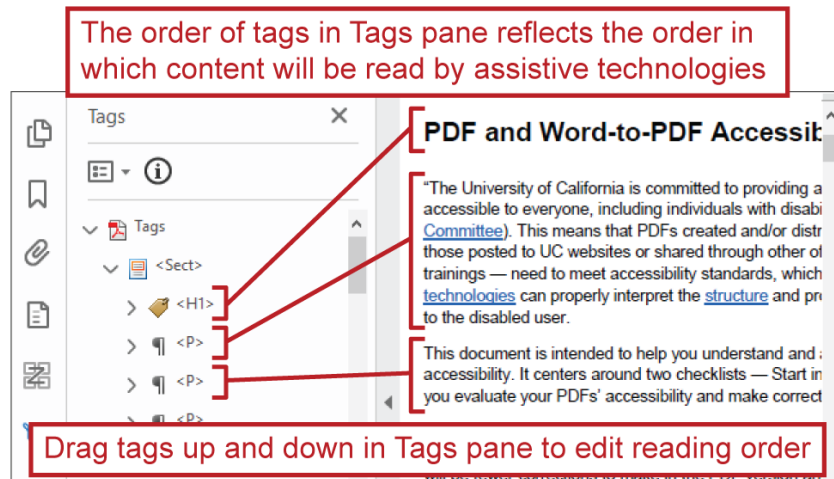 The order of tags in Tags pane reflects the order in
which content will be read by assistive technologies
Tags
Tags
<Sect>
<H1>
<P>
<P>
<P>
PDF and Word-to-PDF
“The University of California is committed to providing a
accessible to everyone, including individuals with
Committee). This means that PDFs created and/or
those posted to UC websites or shared through other of
trainings — need to meet accessibility standards, which
technologies can properly interpret the structure and
to the disabled user.
This document is intended to help you understand and
accessibility. It centers around two checklists — Start in
you evaluate your PDFs’ accessibility and make
Drag tags up and down in Tags pane to edit reading order